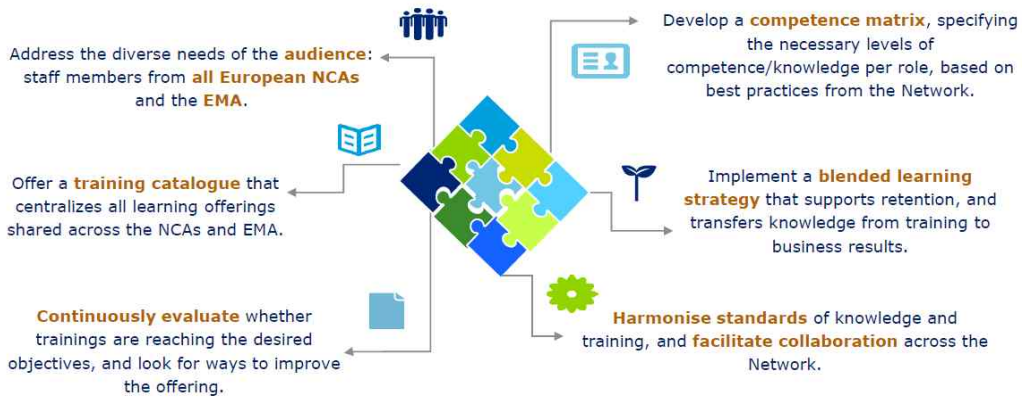 Address the diverse needs of the audience:
staff members from all European NCAs
and the EMA.
Offer a training catalogue that
centralizes all learning offerings
shared across the NCAs and EMA.
Continuously evaluate whether
trainings are reaching the desired
objectives, and look for ways to improve
the offering.
Develop a competence matrix, specifying
the necessary levels of
competence/knowledge per role, based on
best practices from the Network.
Implement a blended learning
strategy that supports retention, and
transfers knowledge from training to
business results.
Harmonise standards of knowledge and
training, and facilitate collaboration across the
Network.